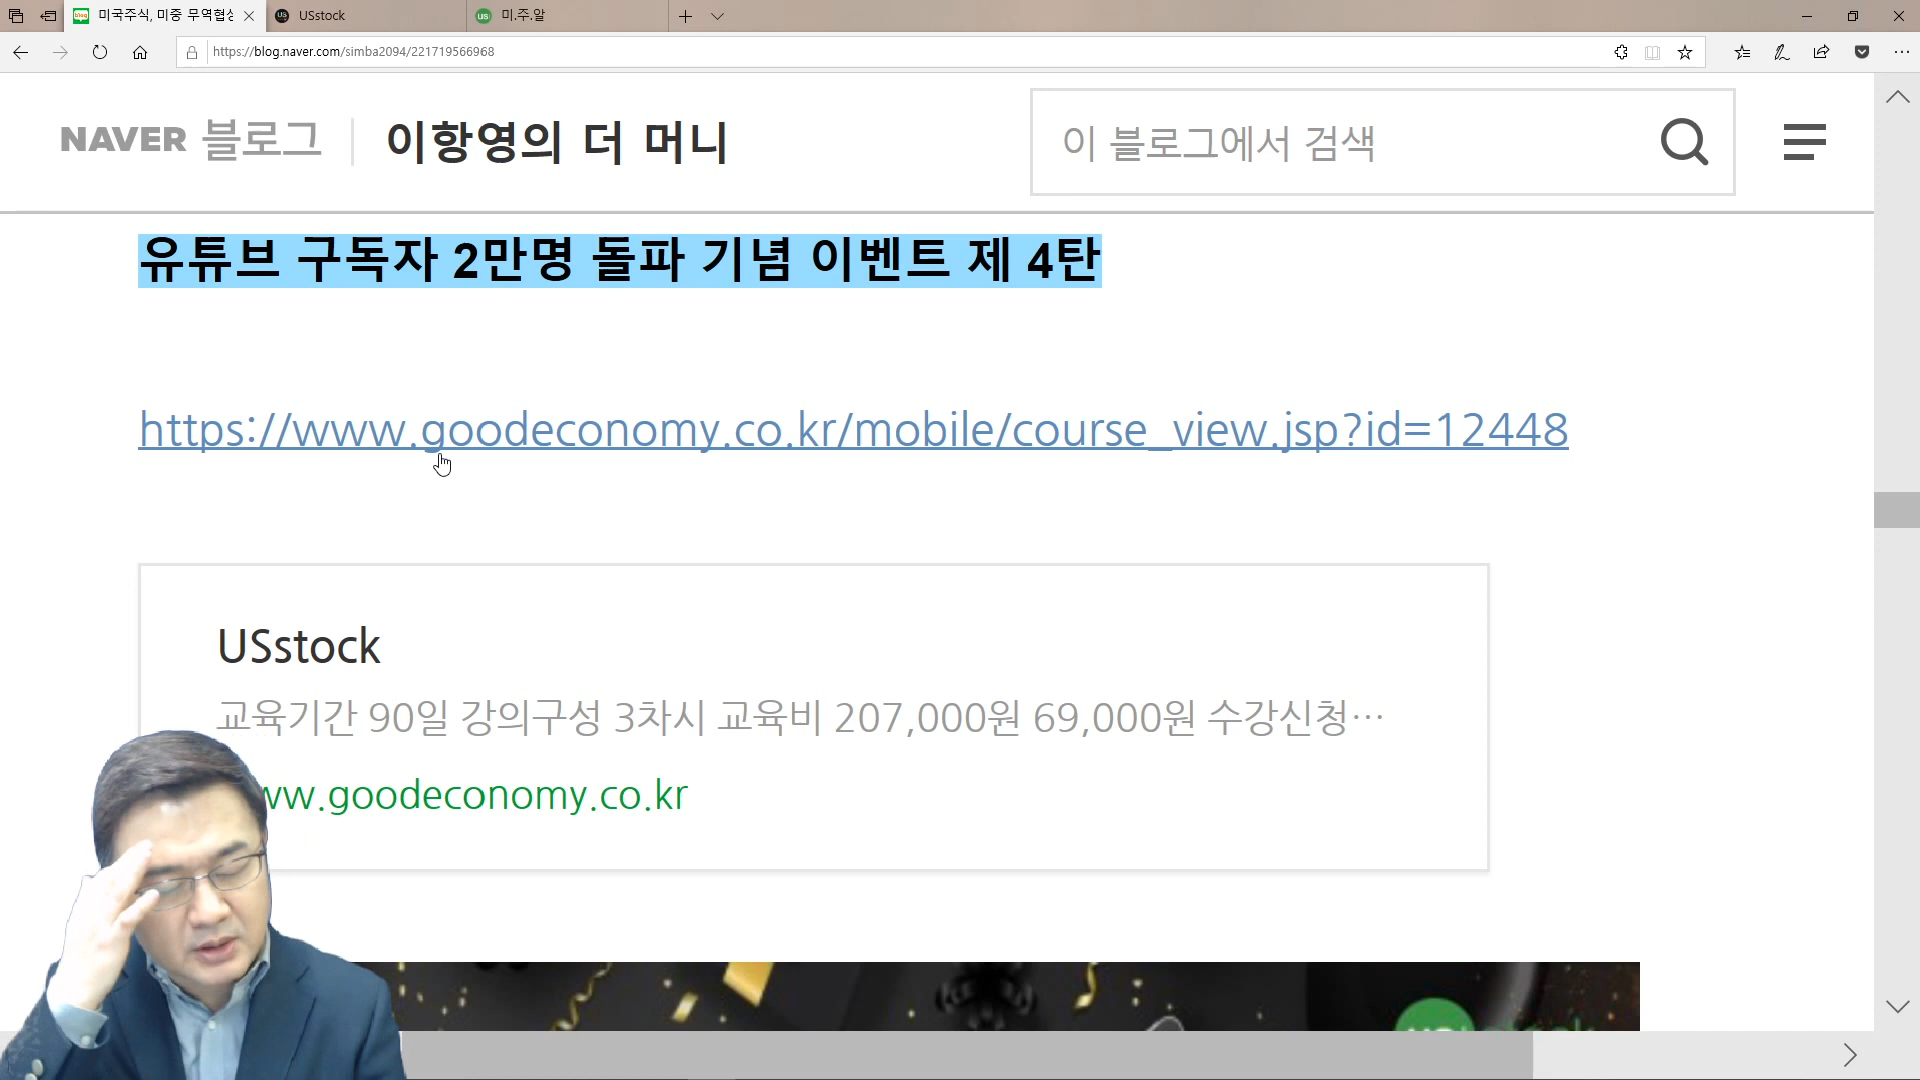 미국주식, 미중 무역협상
USstock
미.주.알
https://blog.naver.com/simba2094/221719566968
NAVER 블로그
이항영의 더 머니
이 블로그에서 검색
유튜브 구독자 2만명 돌파 기념 이벤트 제 4탄
https://www.goodeconomy.co.kr/mobile/course_view.jsp?id=12448
USstock
교육기간 90일 강의구성 3차시 교육비 207,000원 69,000원 수강신청…
ww.goodeconomy.co.kr